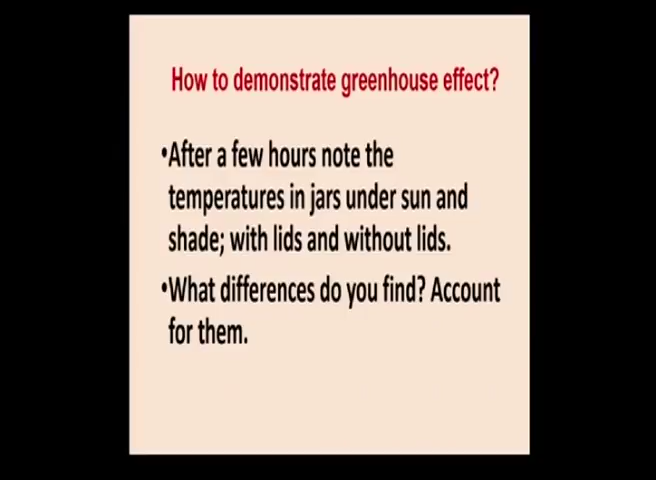 How to demonstrate greenhouse effect?
•After a few hours note the
temperatures in jars under sun and
shade; with lids and without lids.
•What differences do you find? Account
for them.